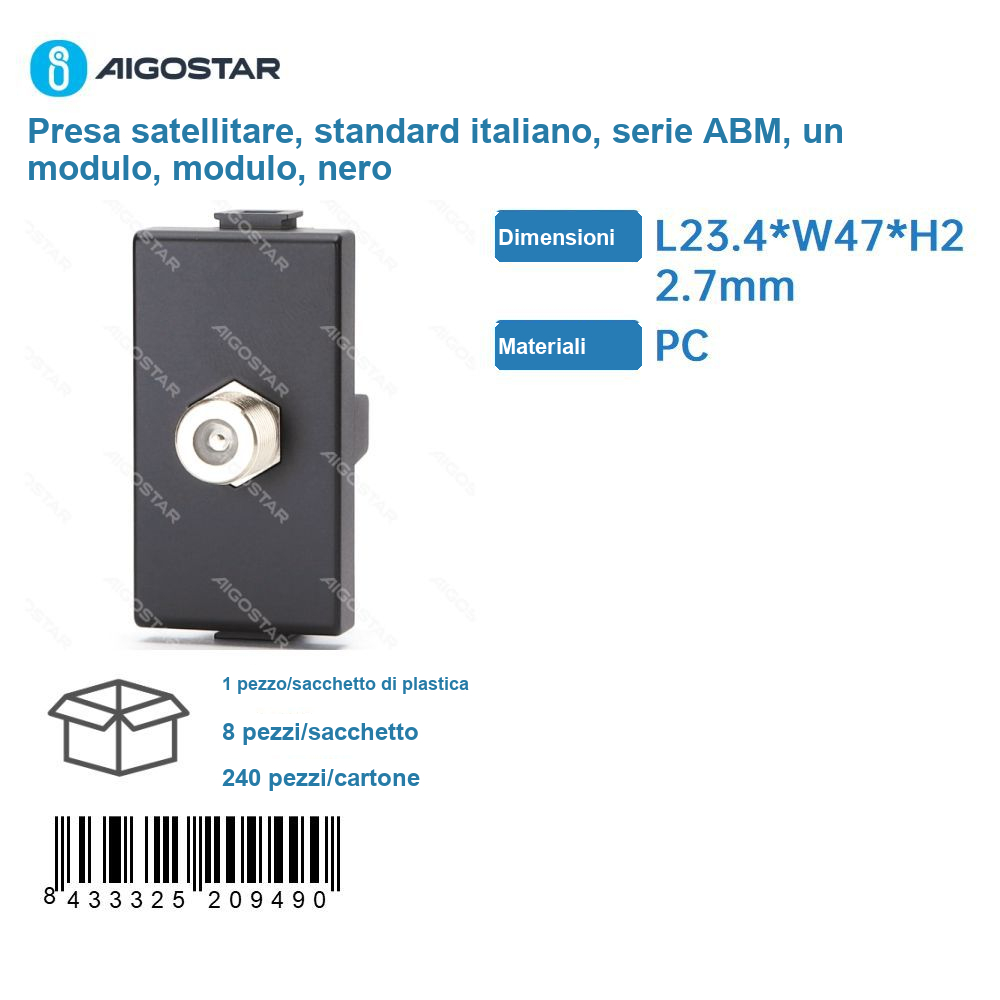 AIGOSTAR
Presa satellitare, standard italiano, serie ABM, un
modulo, modulo, nero
Dimensioni
L23.4*W47*H2
2.7mm
Materiali
PC
AIGOSTAR
1 pezzo/sacchetto di plastica
8 pezzi/sacchetto
240 pezzi/cartone
8 433325 209490